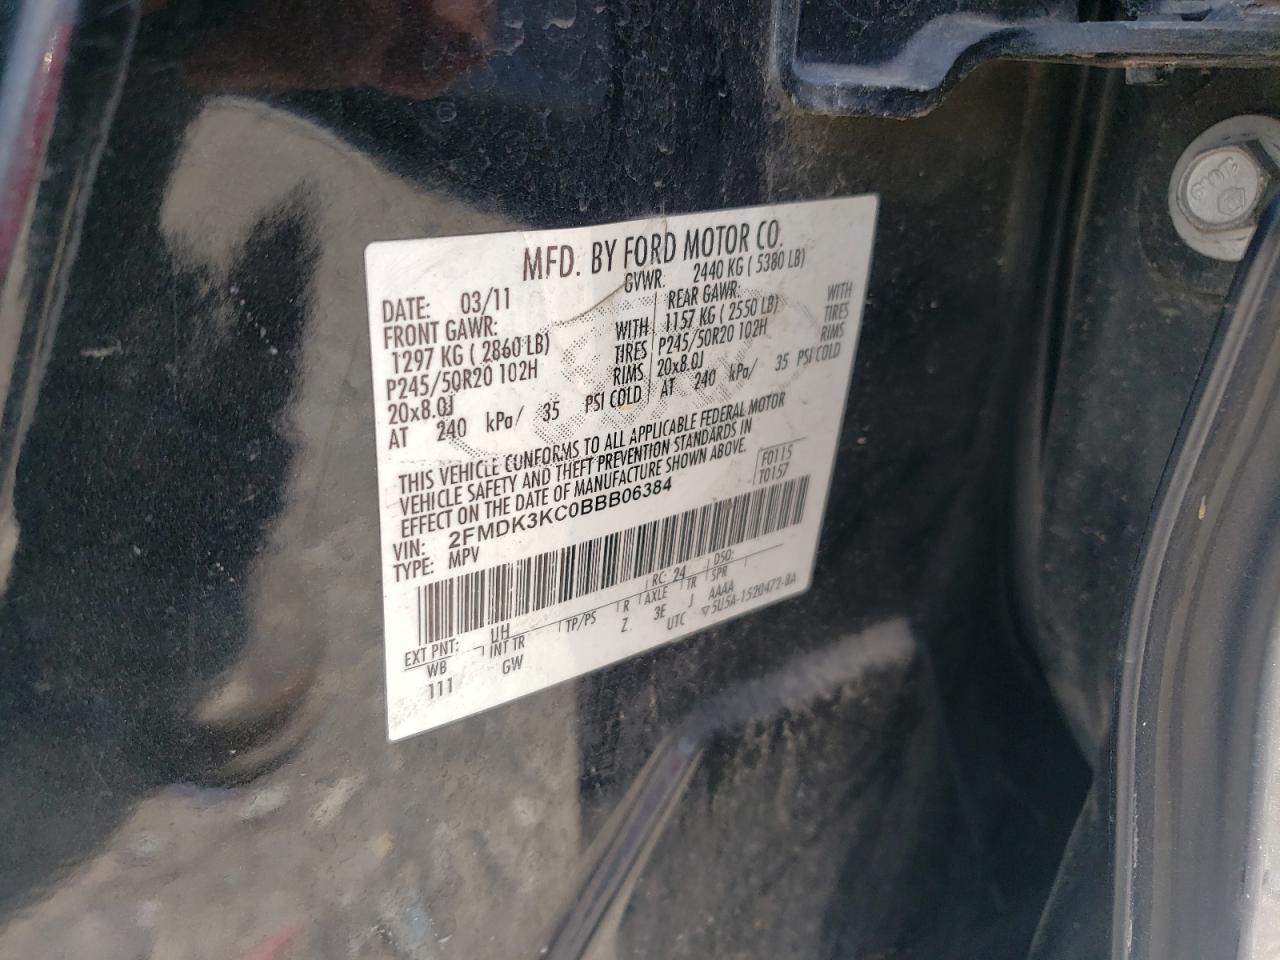 MFD. BY FORD MOTOR CO.
DATE: 03/11 GVWR: 2440 KG ( 5380 LB)
FRONT GAWR: REAR GAWR:
1297 KG ( 2860 LB) WITH 1157 KG ( 2550 LB) WITH
P245/50R20 102H TIRES P245/50R20 102H TIRES
20x8.0J RIMS 20x8.0J RIMS
AT 240 kPa/ 35 PSI COLD AT 240 kPa/ 35 PSI COLD
THIS VEHICLE CONFORMS TO ALL APPLICABLE FEDERAL MOTOR
VEHICLE SAFETY AND THEFT PREVENTION STANDARDS IN
EFFECT ON THE DATE OF MANUFACTURE SHOWN ABOVE.
F0115
T0157
VIN: 2FMDK3KC0BBB06384
TYPE: MPV
EXT PNT: UH RC: 24 DSO:
WB INT TR TP/PS R AXLE TR SPR
111 GW Z 3E J AAAA
UTC ▽5U5A-1520472-BA